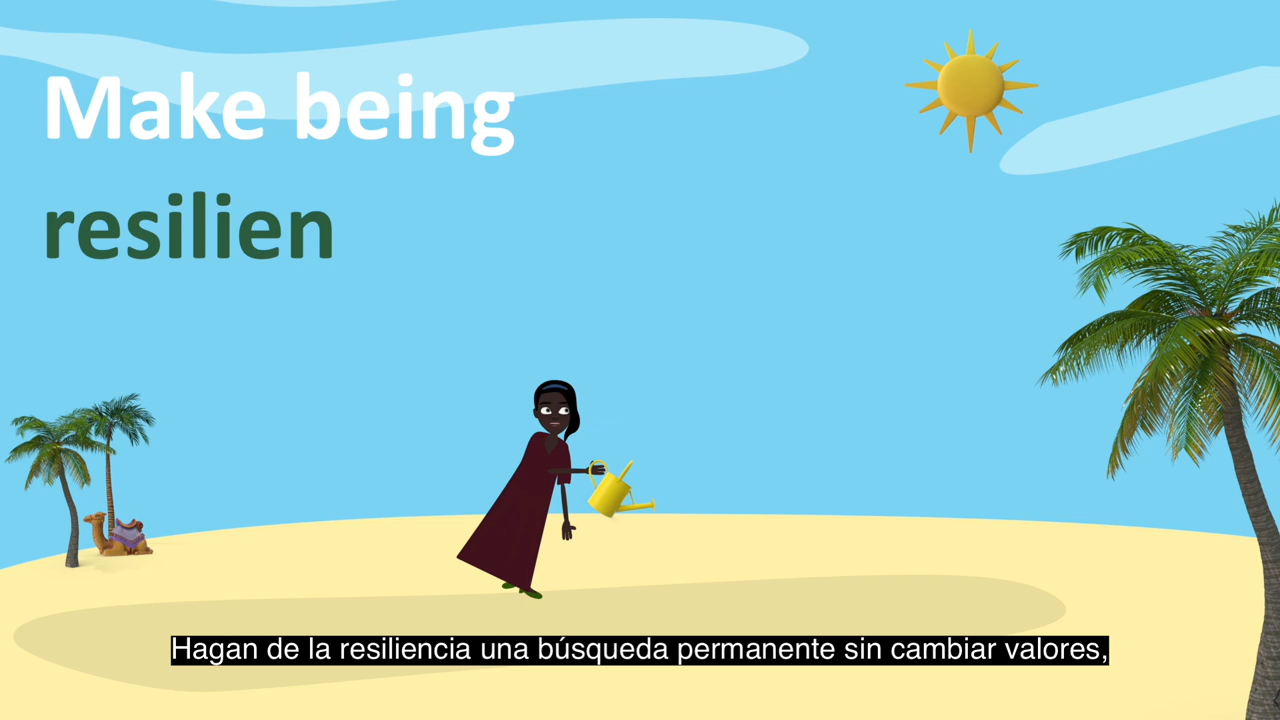 Make being
resilien
Hagan de la resiliencia una búsqueda permanente sin cambiar valores,